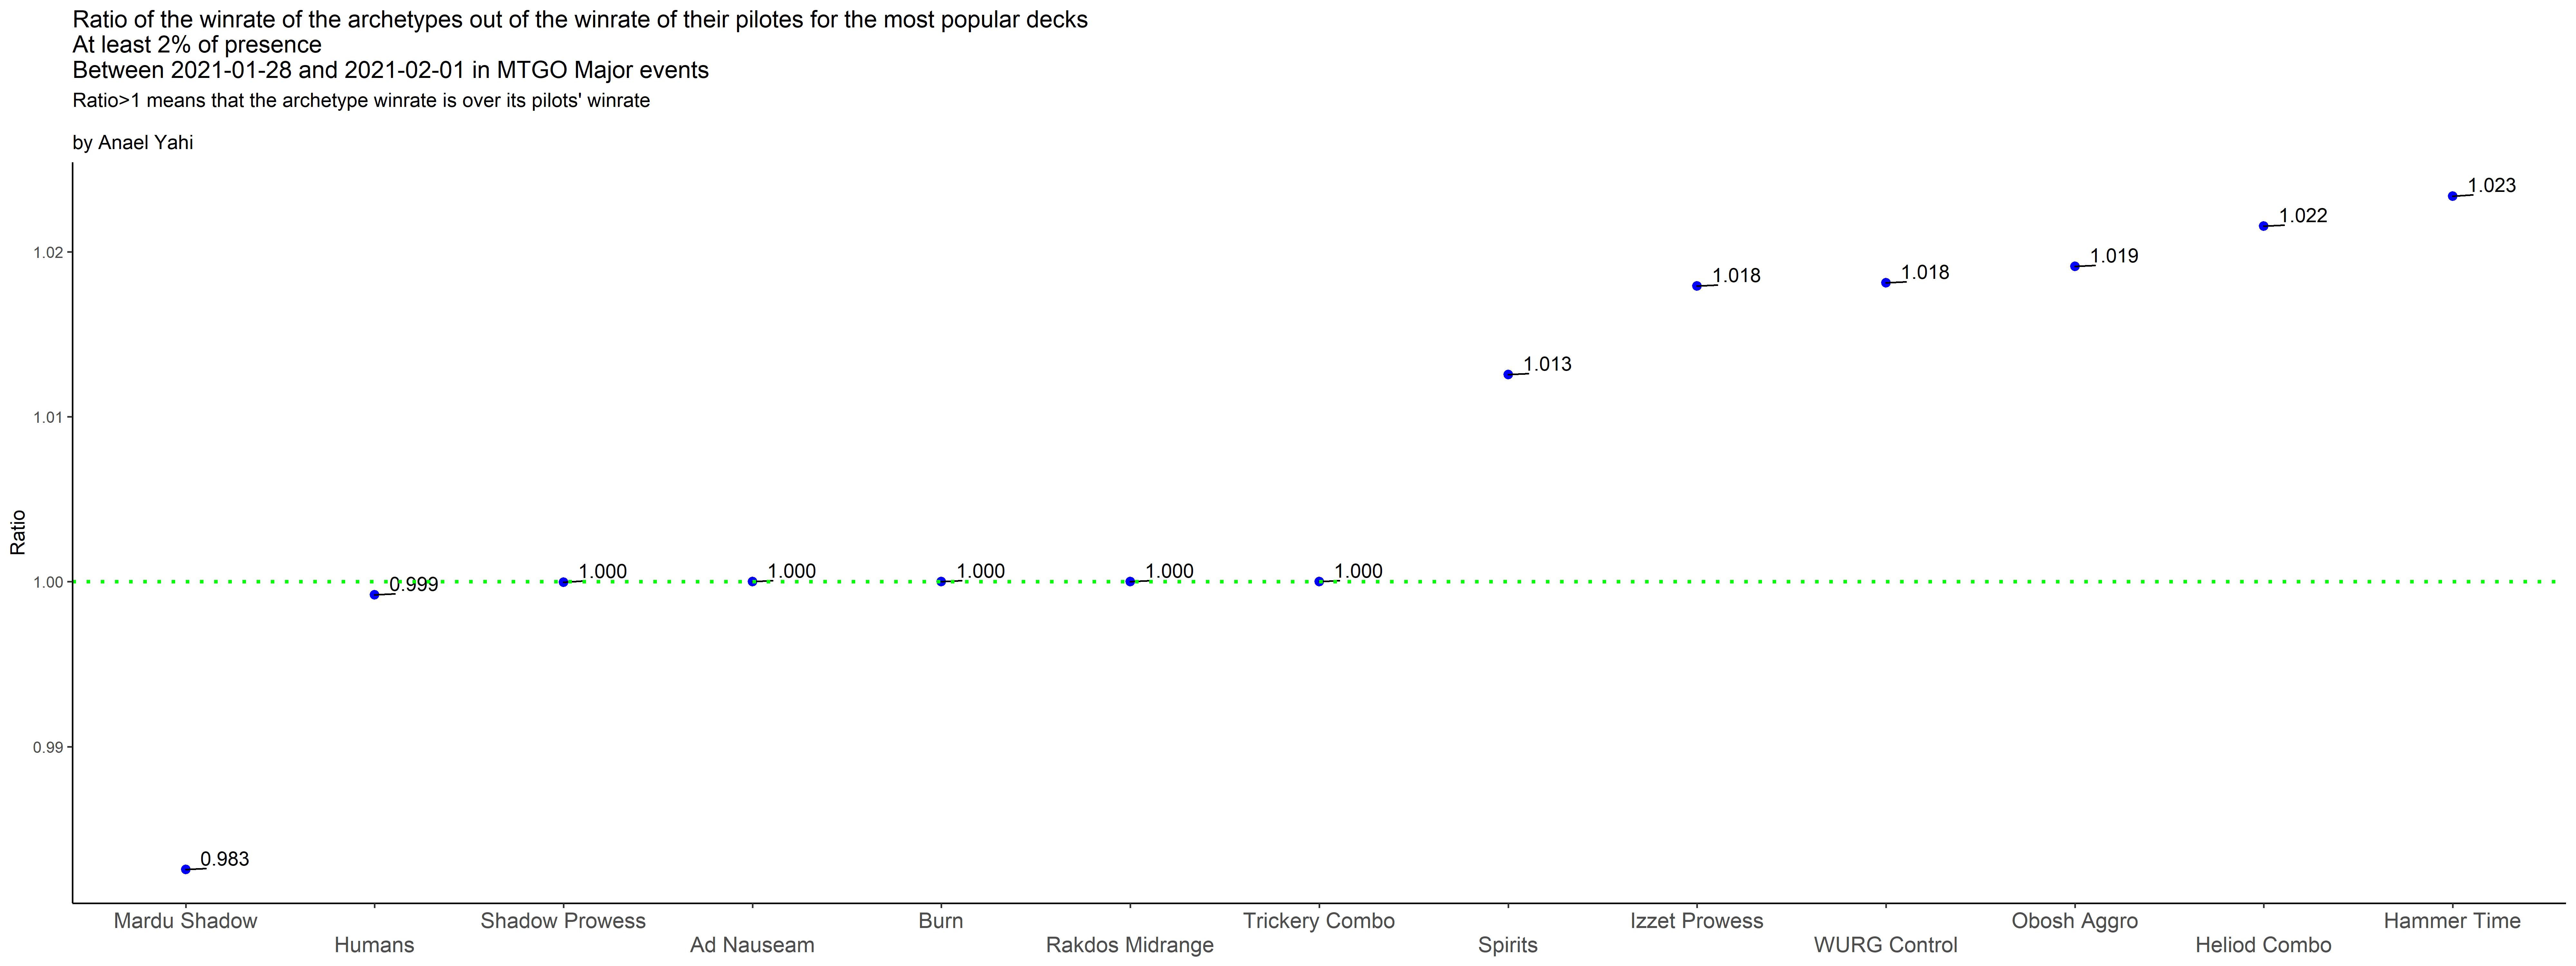 Ratio of the winrate of the archetypes out of the winrate of their pilotes for the most popular decks
At least 2% of presence
Between 2021-01-28 and 2021-02-01 in MTGO Major events
Ratio>1 means that the archetype winrate is over its pilots' winrate
by Anael Yahi
Ratio
1.02
1.01
1.00
0.99
0.983
0.999
1.000
1.000
1.000
1.000
1.000
1.013
1.018
1.018
1.019
1.022
1.023
Mardu Shadow
Humans
Shadow Prowess
Ad Nauseam
Burn
Rakdos Midrange
Trickery Combo
Spirits
Izzet Prowess
WURG Control
Obosh Aggro
Heliod Combo
Hammer Time